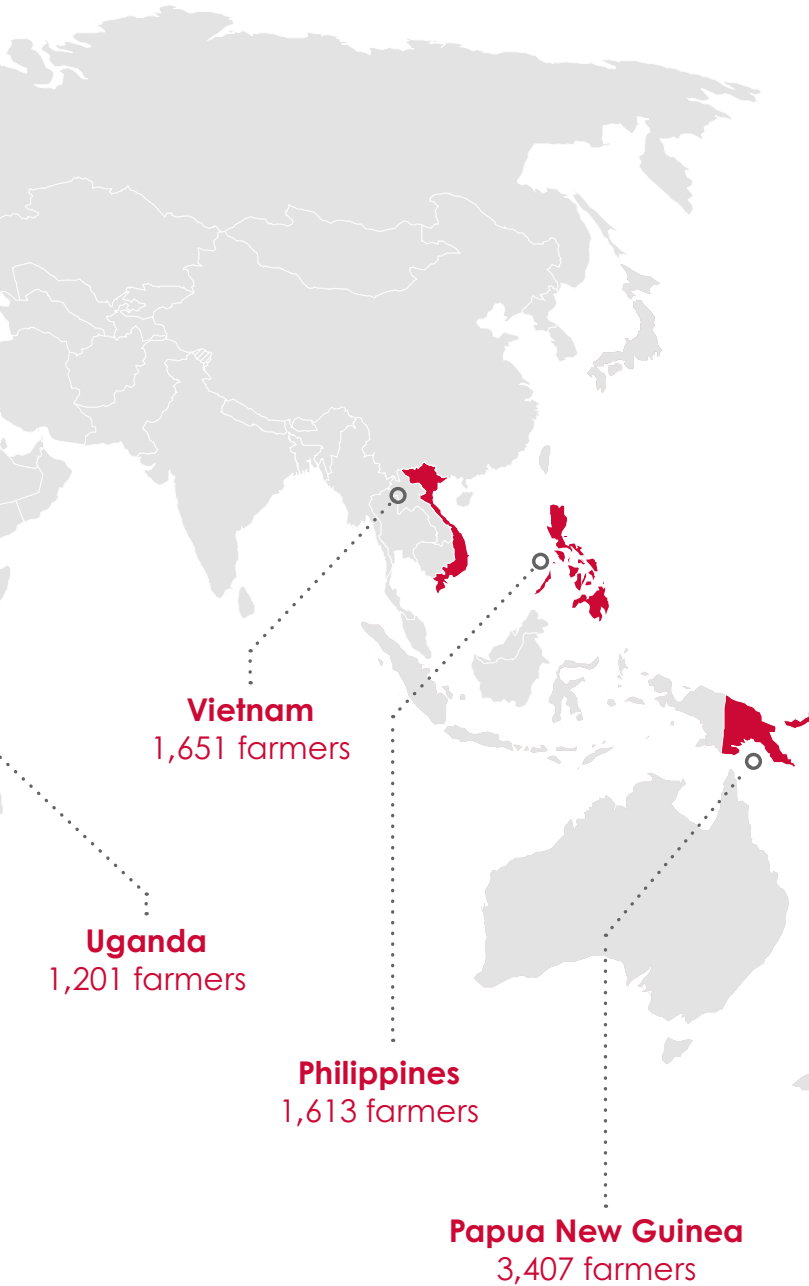 Vietnam
1,651 farmers
Uganda
1,201 farmers
Philippines
1,613 farmers
Papua New Guinea
3,407 farmers